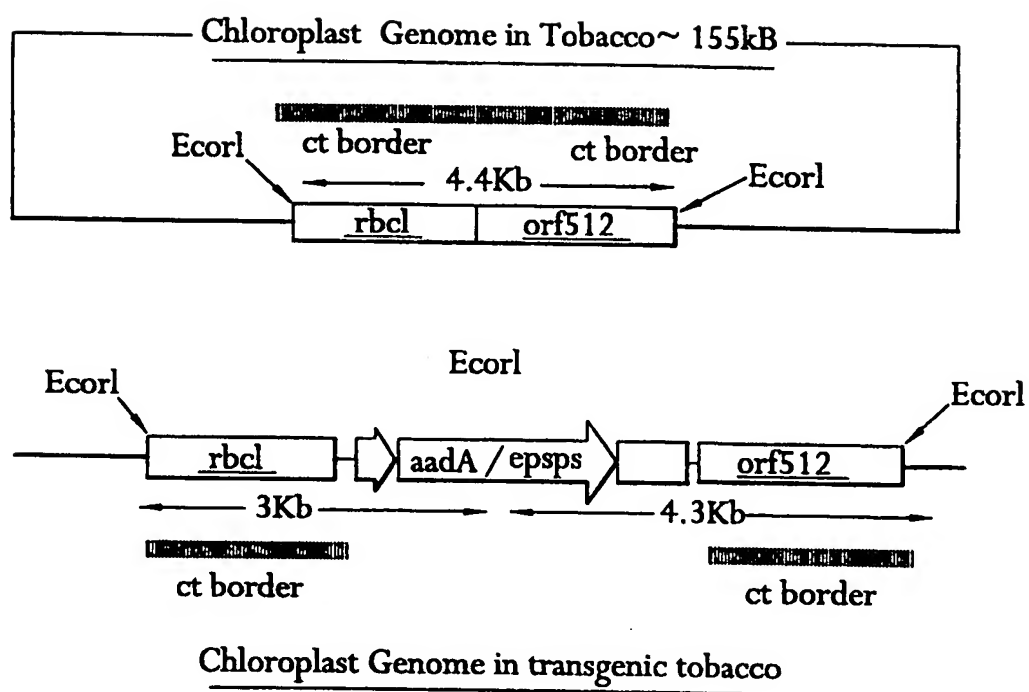 Chloroplast Genome in Tobacco~ 155kB
ct border ct border
Ecorl 4.4Kb Ecorl
rbcl orf512
Ecorl
Ecorl Ecorl
rbcl aadA / epsps orf512
3Kb 4.3Kb
ct border ct border
Chloroplast Genome in transgenic tobacco